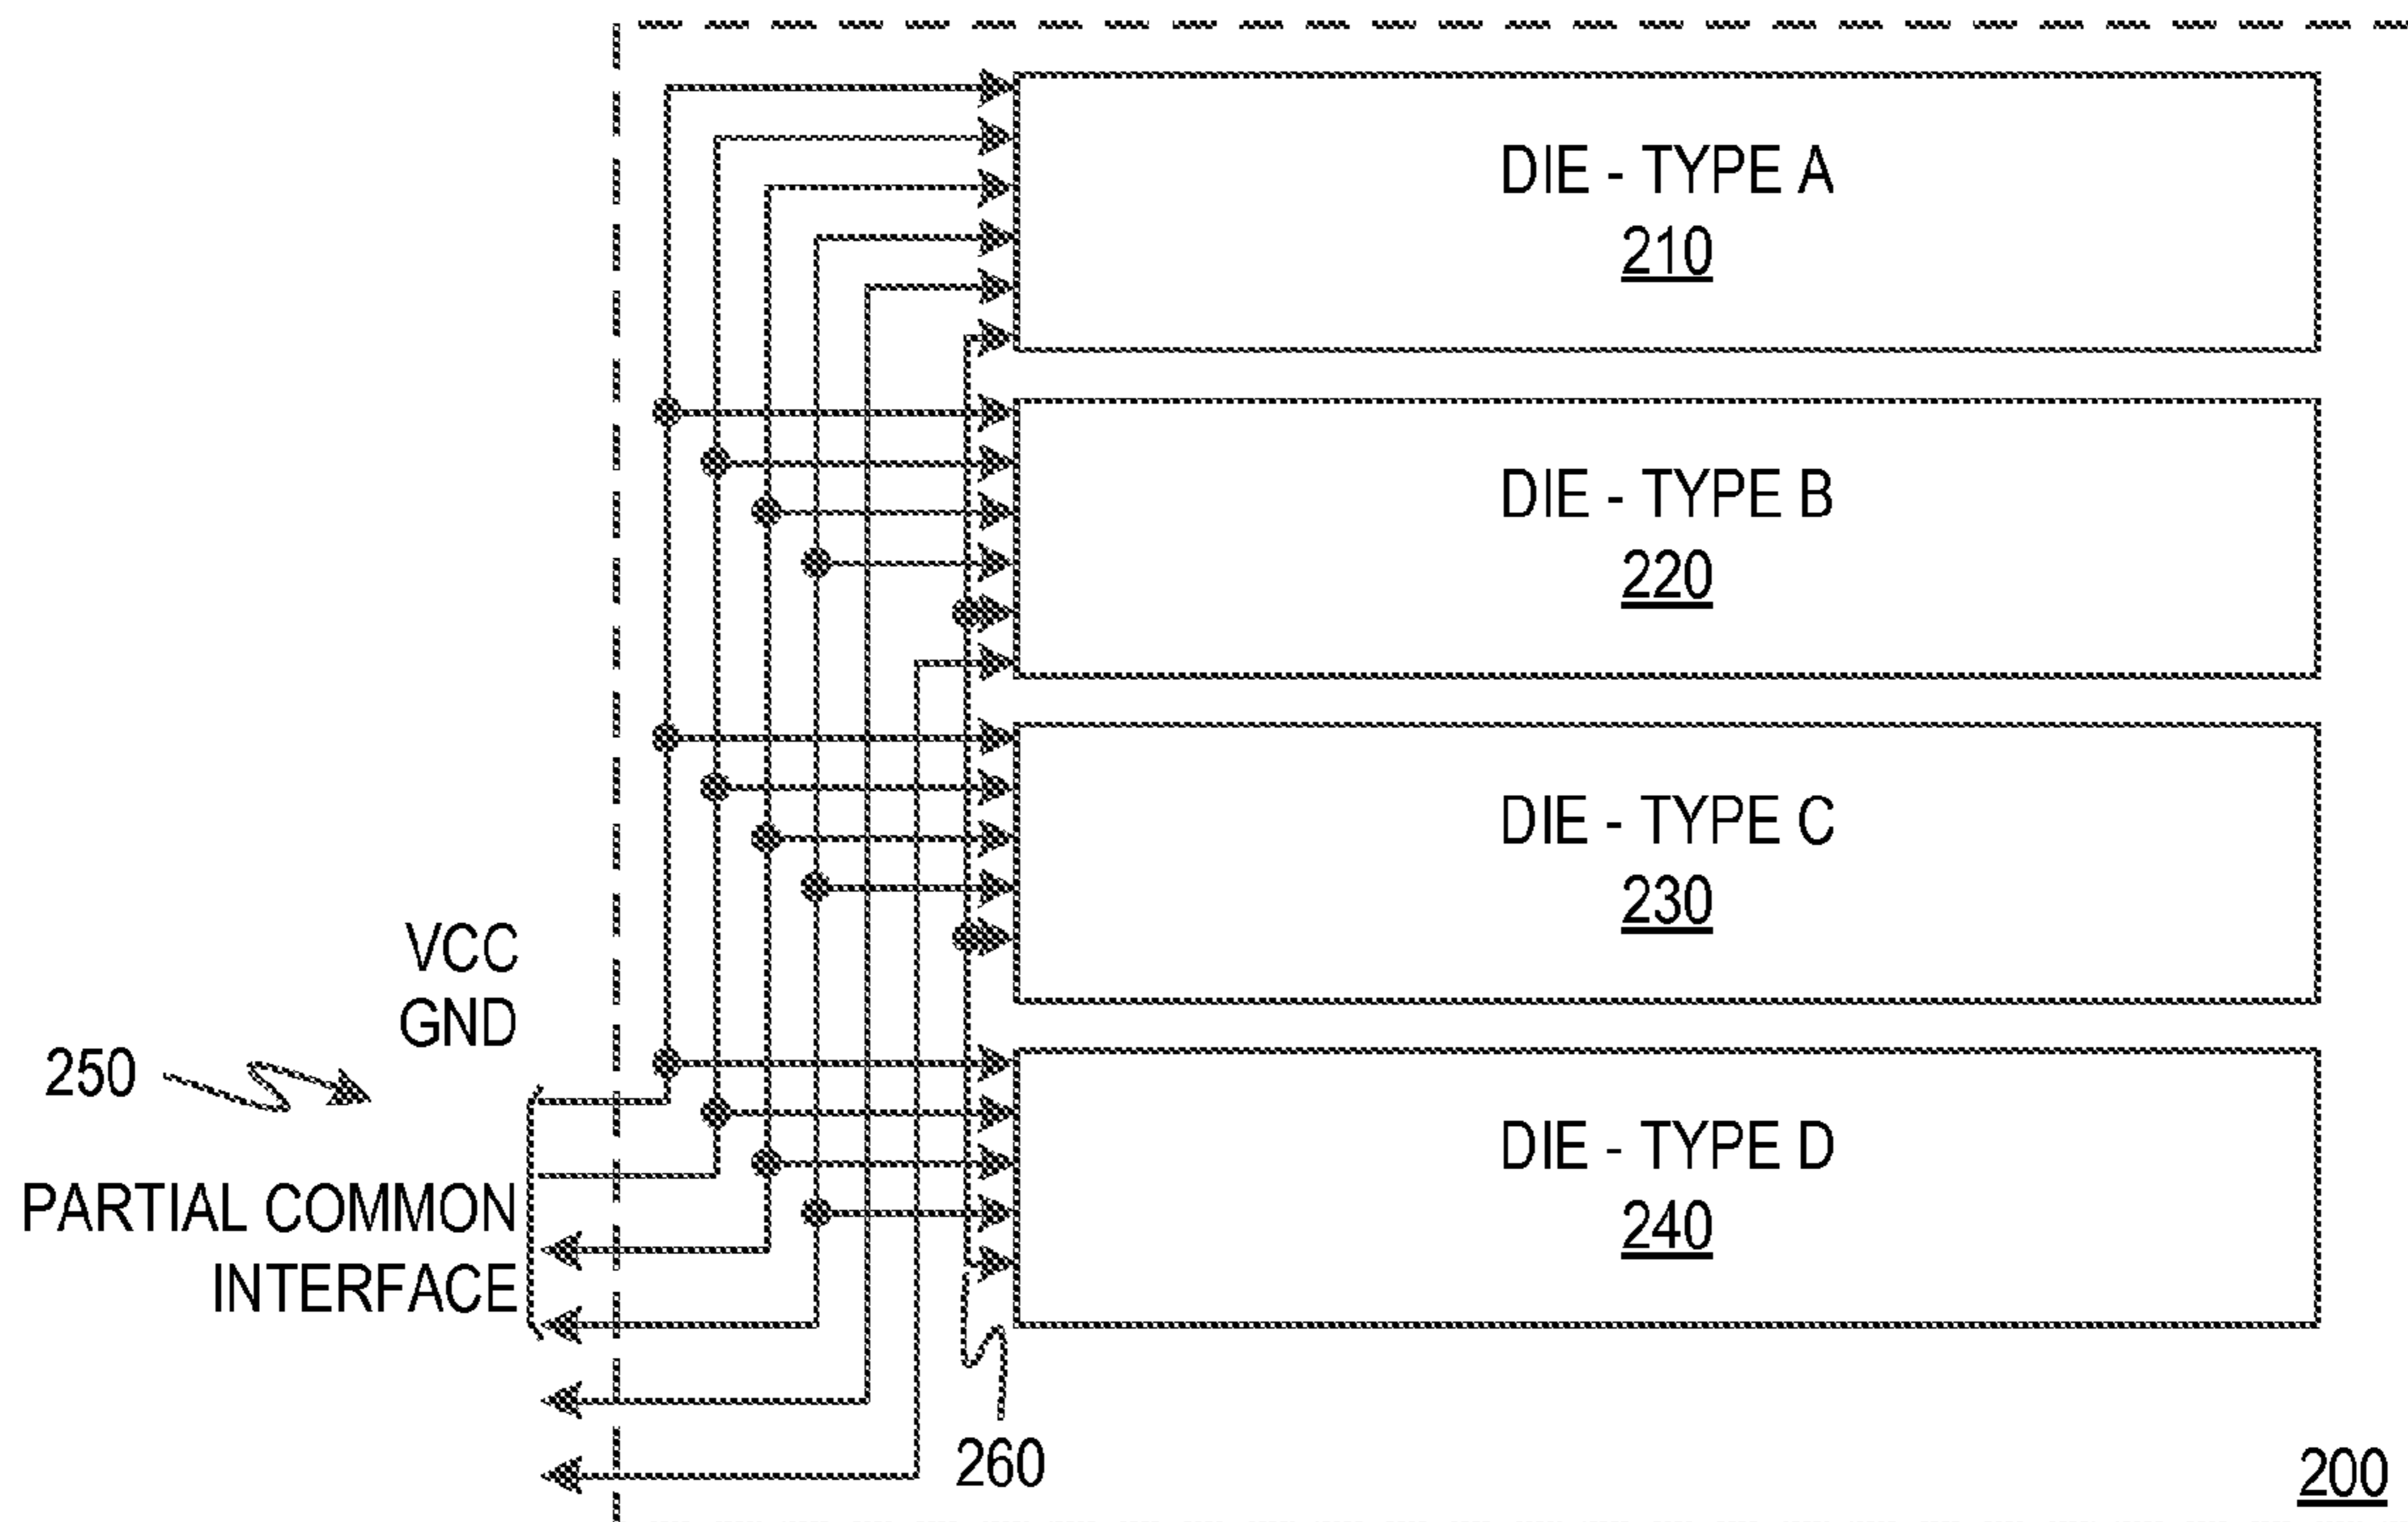 DIE - TYPE A
210
DIE - TYPE B
220
DIE - TYPE C
230
VCC
GND
250
PARTIAL COMMON
INTERFACE
DIE - TYPE D
240
260
200